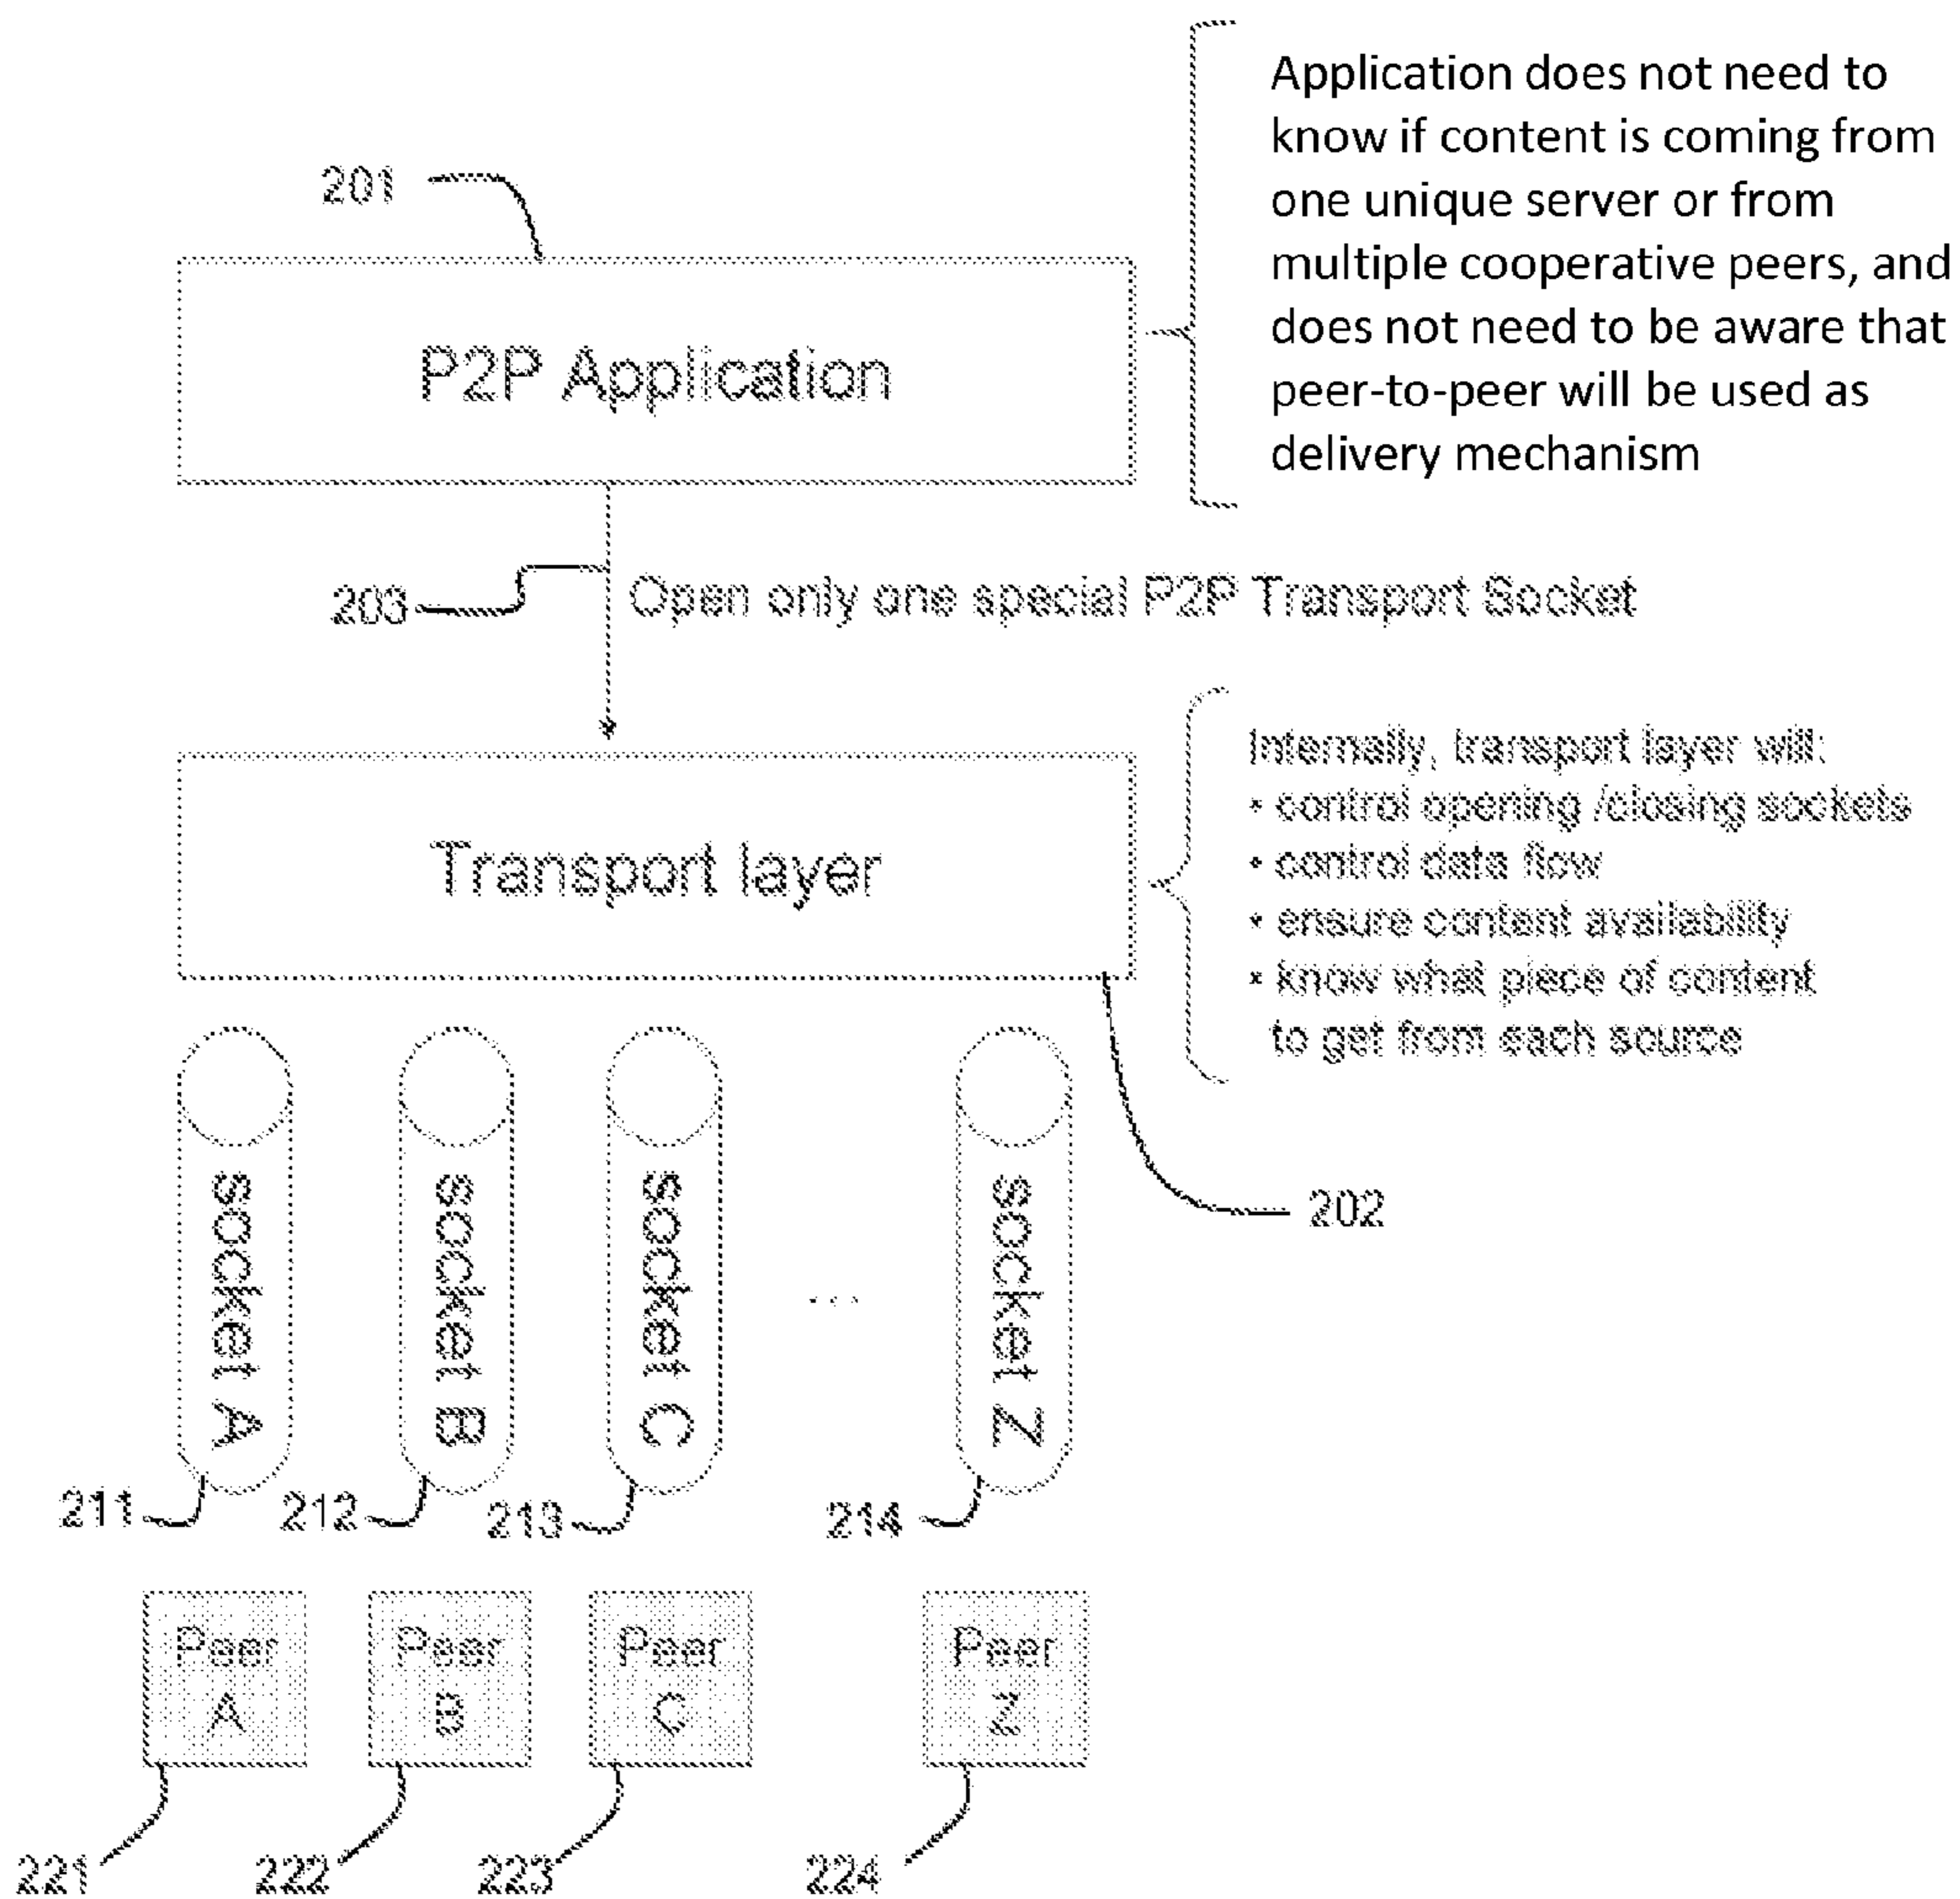 Application does not need to
know if content is coming from
one unique server or from
multiple cooperative peers, and
does not need to be aware that
peer-to-peer will be used as
delivery mechanism
201
P2P Application
203
Open only one special P2P Transport Socket
Transport layer
Internally, transport layer will:
• control opening /closing sockets
• control data flow
• ensure content availability
• know what piece of content
to get from each source
202
socket A
socket B
socket C
...
socket Z
211
212
213
214
Peer
A
Peer
B
Peer
C
Peer
Z
221
222
223
224